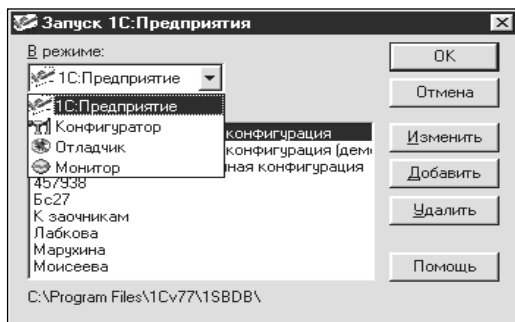 Запуск 1С:Предприятия
В режиме:
1С:Предприятие
1С:Предприятие
Конфигуратор
Отладчик
Монитор
конфигурация
конфигурация (демо
ная конфигурация
457938
Бс27
К заочникам
Лабкова
Марухина
Моисеева
C:\Program Files\1Cv77\1SBDB\
OK
Отмена
Изменить
Добавить
Удалить
Помощь